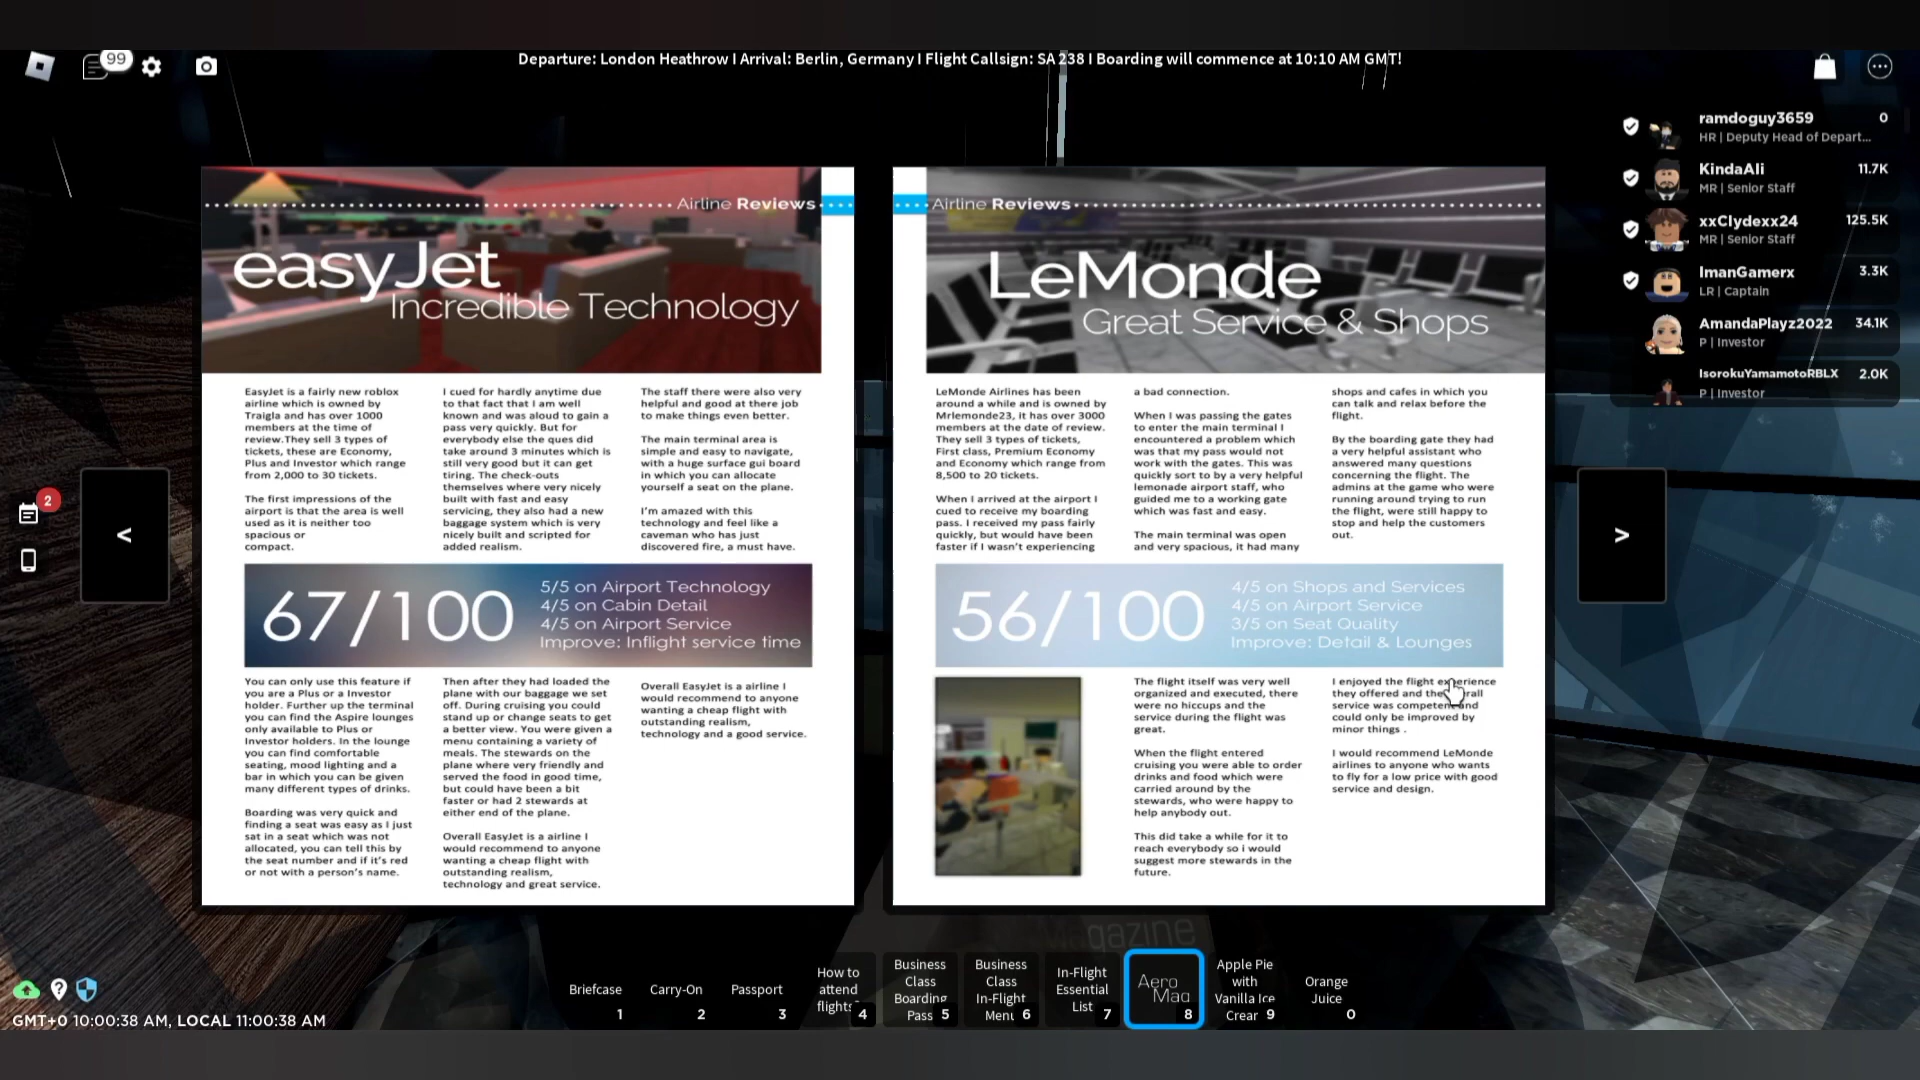 99
Departure: London Heathrow I Arrival: Berlin, Germany I Flight Callsign: SA 238 I Boarding will commence at 10:10 AM GMT!
ramdoguy3659 0
HR | Deputy Head of Depart...
KindaAli 11.7K
MR | Senior Staff
xxClydexx24 125.5K
MR | Senior Staff
ImanGamerx 3.3K
LR | Captain
AmandaPlayz2022 34.1K
P | Investor
IsorokuYamamotoRBLX 2.0K
P | Investor
2
<
Airline Reviews
easyJet
Incredible Technology
EasyJet is a fairly new roblox
airline which is owned by
Traigla and has over 1000
members at the time of
review.They sell 3 types of
tickets, these are Economy,
Plus and Investor which range
from 2,000 to 30 tickets.
The first impressions of the
airport is that the area is well
used as it is neither too
spacious or
compact.
I cued for hardly anytime due
to that fact that I am well
known and was aloud to gain a
pass very quickly. But for
everybody else the ques did
take around 3 minutes which is
still very good but it can get
tiring. The check-outs
themselves where very nicely
built with fast and easy
servicing, they also had a new
baggage system which is very
nicely built and scripted for
added realism.
The staff there were also very
helpful and good at there job
to make things even better.
The main terminal area is
simple and easy to navigate,
with a huge surface gui board
in which you can allocate
yourself a seat on the plane.
I'm amazed with this
technology and feel like a
caveman who has just
discovered fire, a must have.
67/100
5/5 on Airport Technology
4/5 on Cabin Detail
4/5 on Airport Service
Improve: Inflight service time
You can only use this feature if
you are a Plus or a Investor
holder. Further up the terminal
you can find the Aspire lounges
only available to Plus or
Investor holders. In the lounge
you can find comfortable
seating, mood lighting and a
bar in which you can be given
many different types of drinks.
Boarding was very quick and
finding a seat was easy as I just
sat in a seat which was not
allocated, you can tell this by
the seat number and if it's red
or not with a person's name.
Then after they had loaded the
plane with our baggage we set
off. During cruising you could
stand up or change seats to get
a better view. You were given a
menu containing a variety of
meals. The stewards on the
plane where very friendly and
served the food in good time,
but could have been a bit
faster or had 2 stewards at
either end of the plane.
Overall EasyJet is a airline I
would recommend to anyone
wanting a cheap flight with
outstanding realism,
technology and great service.
Overall EasyJet is a airline I
would recommend to anyone
wanting a cheap flight with
outstanding realism,
technology and a good service.
Airline Reviews
LeMonde
Great Service & Shops
LeMonde Airlines has been
around a while and is owned by
Mrlemonde23, it has over 3000
members at the date of review.
They sell 3 types of tickets,
First class, Premium Economy
and Economy which range from
8,500 to 20 tickets.
When I arrived at the airport I
cued to receive my boarding
pass. I received my pass fairly
quickly, but would have been
faster if I wasn't experiencing
a bad connection.
When I was passing the gates
to enter the main terminal I
encountered a problem which
was that my pass would not
work with the gates. This was
quickly sort to by a very helpful
lemonade airport staff, who
guided me to a working gate
which was fast and easy.
The main terminal was open
and very spacious, it had many
shops and cafes in which you
can talk and relax before the
flight.
By the boarding gate they had
a very helpful assistant who
answered many questions
concerning the flight. The
admins at the game who were
running around trying to run
the flight, were still happy to
stop and help the customers
out.
56/100
4/5 on Shops and Services
4/5 on Airport Service
3/5 on Seat Quality
Improve: Detail & Lounges
The flight itself was very well
organized and executed, there
were no hiccups and the
service during the flight was
great.
When the flight entered
cruising you were able to order
drinks and food which were
carried around by the
stewards, who were happy to
help anybody out.
This did take a while for it to
reach everybody so i would
suggest more stewards in the
future.
I enjoyed the flight experience
they offered and the overall
service was competent and
could only be improved by
minor things .
I would recommend LeMonde
airlines to anyone who wants
to fly for a low price with good
service and design.
>
Magazine
Briefcase 1
Carry-On 2
Passport 3
How to
attend
flights 4
Business
Class
Boarding
Pass 5
Business
Class
In-Flight
Menu 6
In-Flight
Essential
List 7
Aero
Mag 8
Apple Pie
with
Vanilla Ice
Crear 9
Orange
Juice 0
GMT+0 10:00:38 AM, LOCAL 11:00:38 AM